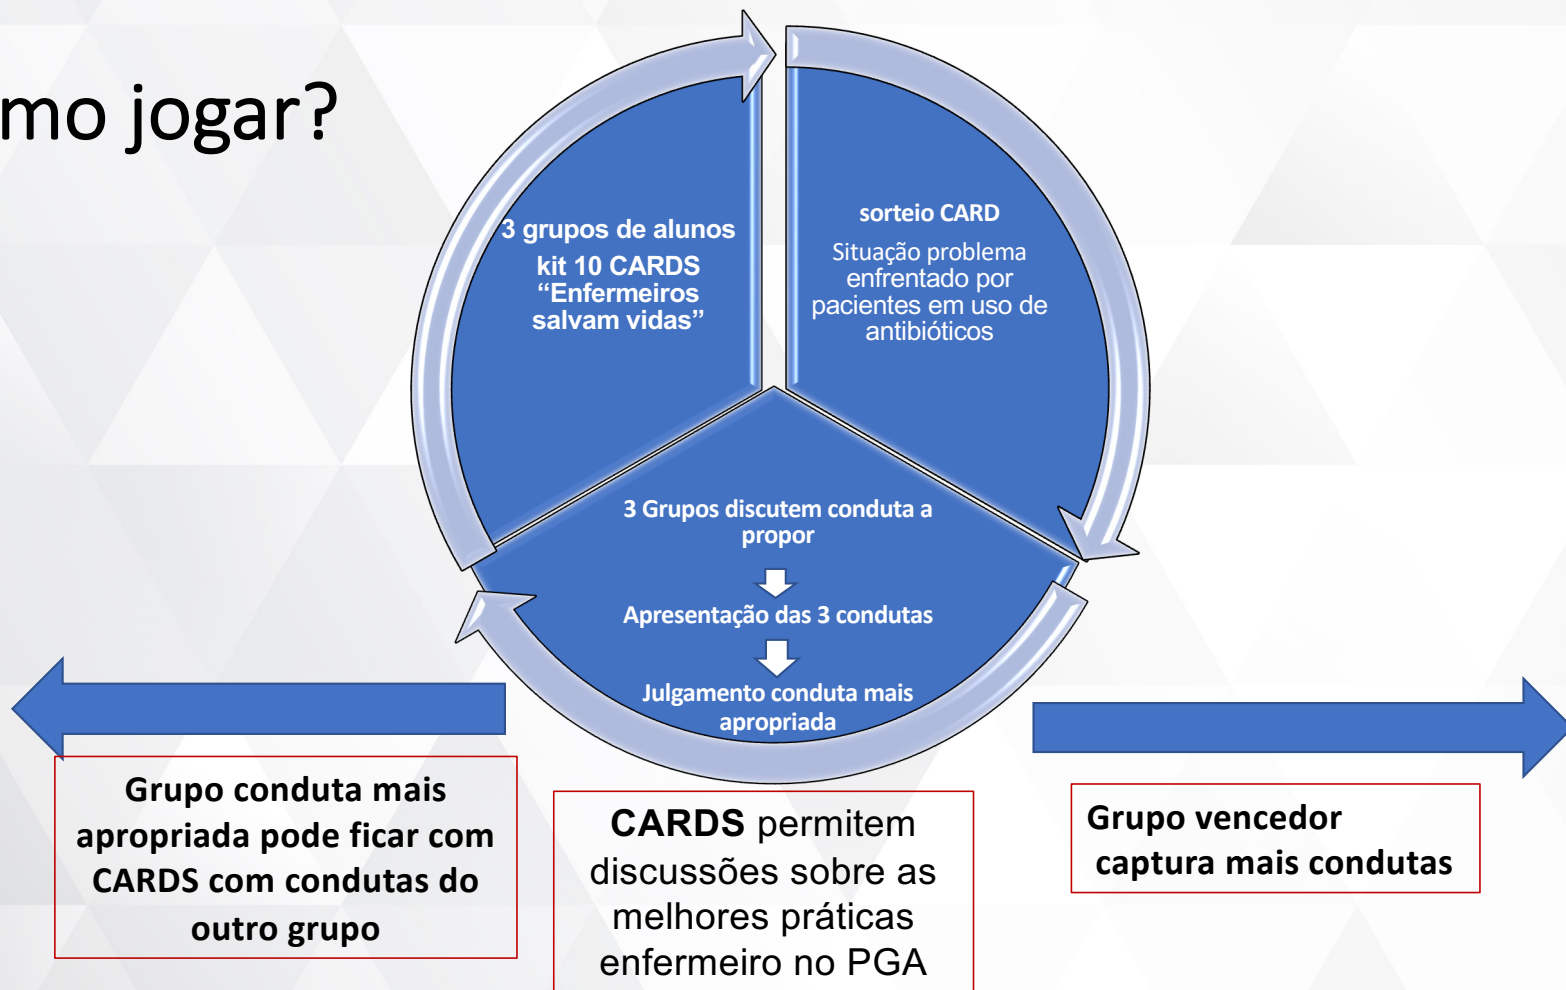 mo jogar?
3 grupos de alunos
kit 10 CARDS
“Enfermeiros
salvam vidas”
sorteio CARD
Situação problema
enfrentado por
pacientes em uso de
antibióticos
3 Grupos discutem conduta a
propor
Apresentação das 3 condutas
Julgamento conduta mais
apropriada
Grupo conduta mais
apropriada pode ficar com
CARDS com condutas do
outro grupo
CARDS permitem
discussões sobre as
melhores práticas
enfermeiro no PGA
Grupo vencedor
captura mais condutas